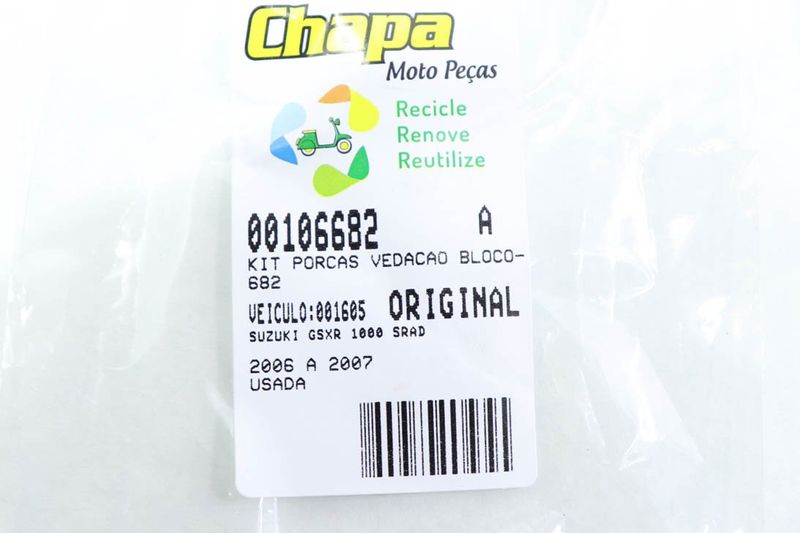 Chapa
Moto Peças
Recicle
Renove
Reutilize
00106682 A
KIT PORCAS VEDACAO BLOCO-
682
VEICULO:001605 ORIGINAL
SUZUKI GSXR 1000 SRAD
2006 A 2007
USADA